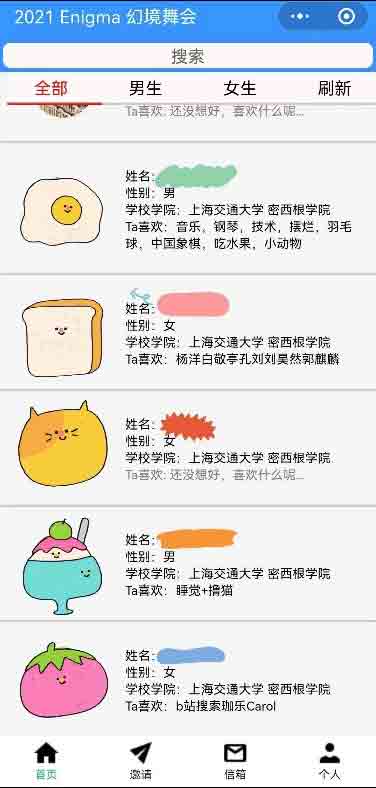 2021 Enigma 幻境舞会
搜索
全部 男生 女生 刷新
Ta喜欢: 还没想好，喜欢什么呢...
姓名:
性别: 男
学校学院: 上海交通大学 密西根学院
Ta喜欢: 音乐，钢琴，技术，摆烂，羽毛
球，中国象棋，吃水果，小动物
姓名:
性别: 女
学校学院: 上海交通大学 密西根学院
Ta喜欢: 杨洋白敬亭孔刘刘昊然郭麒麟
姓名:
性别: 女
学校学院: 上海交通大学 密西根学院
Ta喜欢: 还没想好，喜欢什么呢...
姓名:
性别: 男
学校学院: 上海交通大学 密西根学院
Ta喜欢: 睡觉+撸猫
姓名:
性别: 女
学校学院: 上海交通大学 密西根学院
Ta喜欢: b站搜索珈乐Carol
首页 邀请 信箱 个人